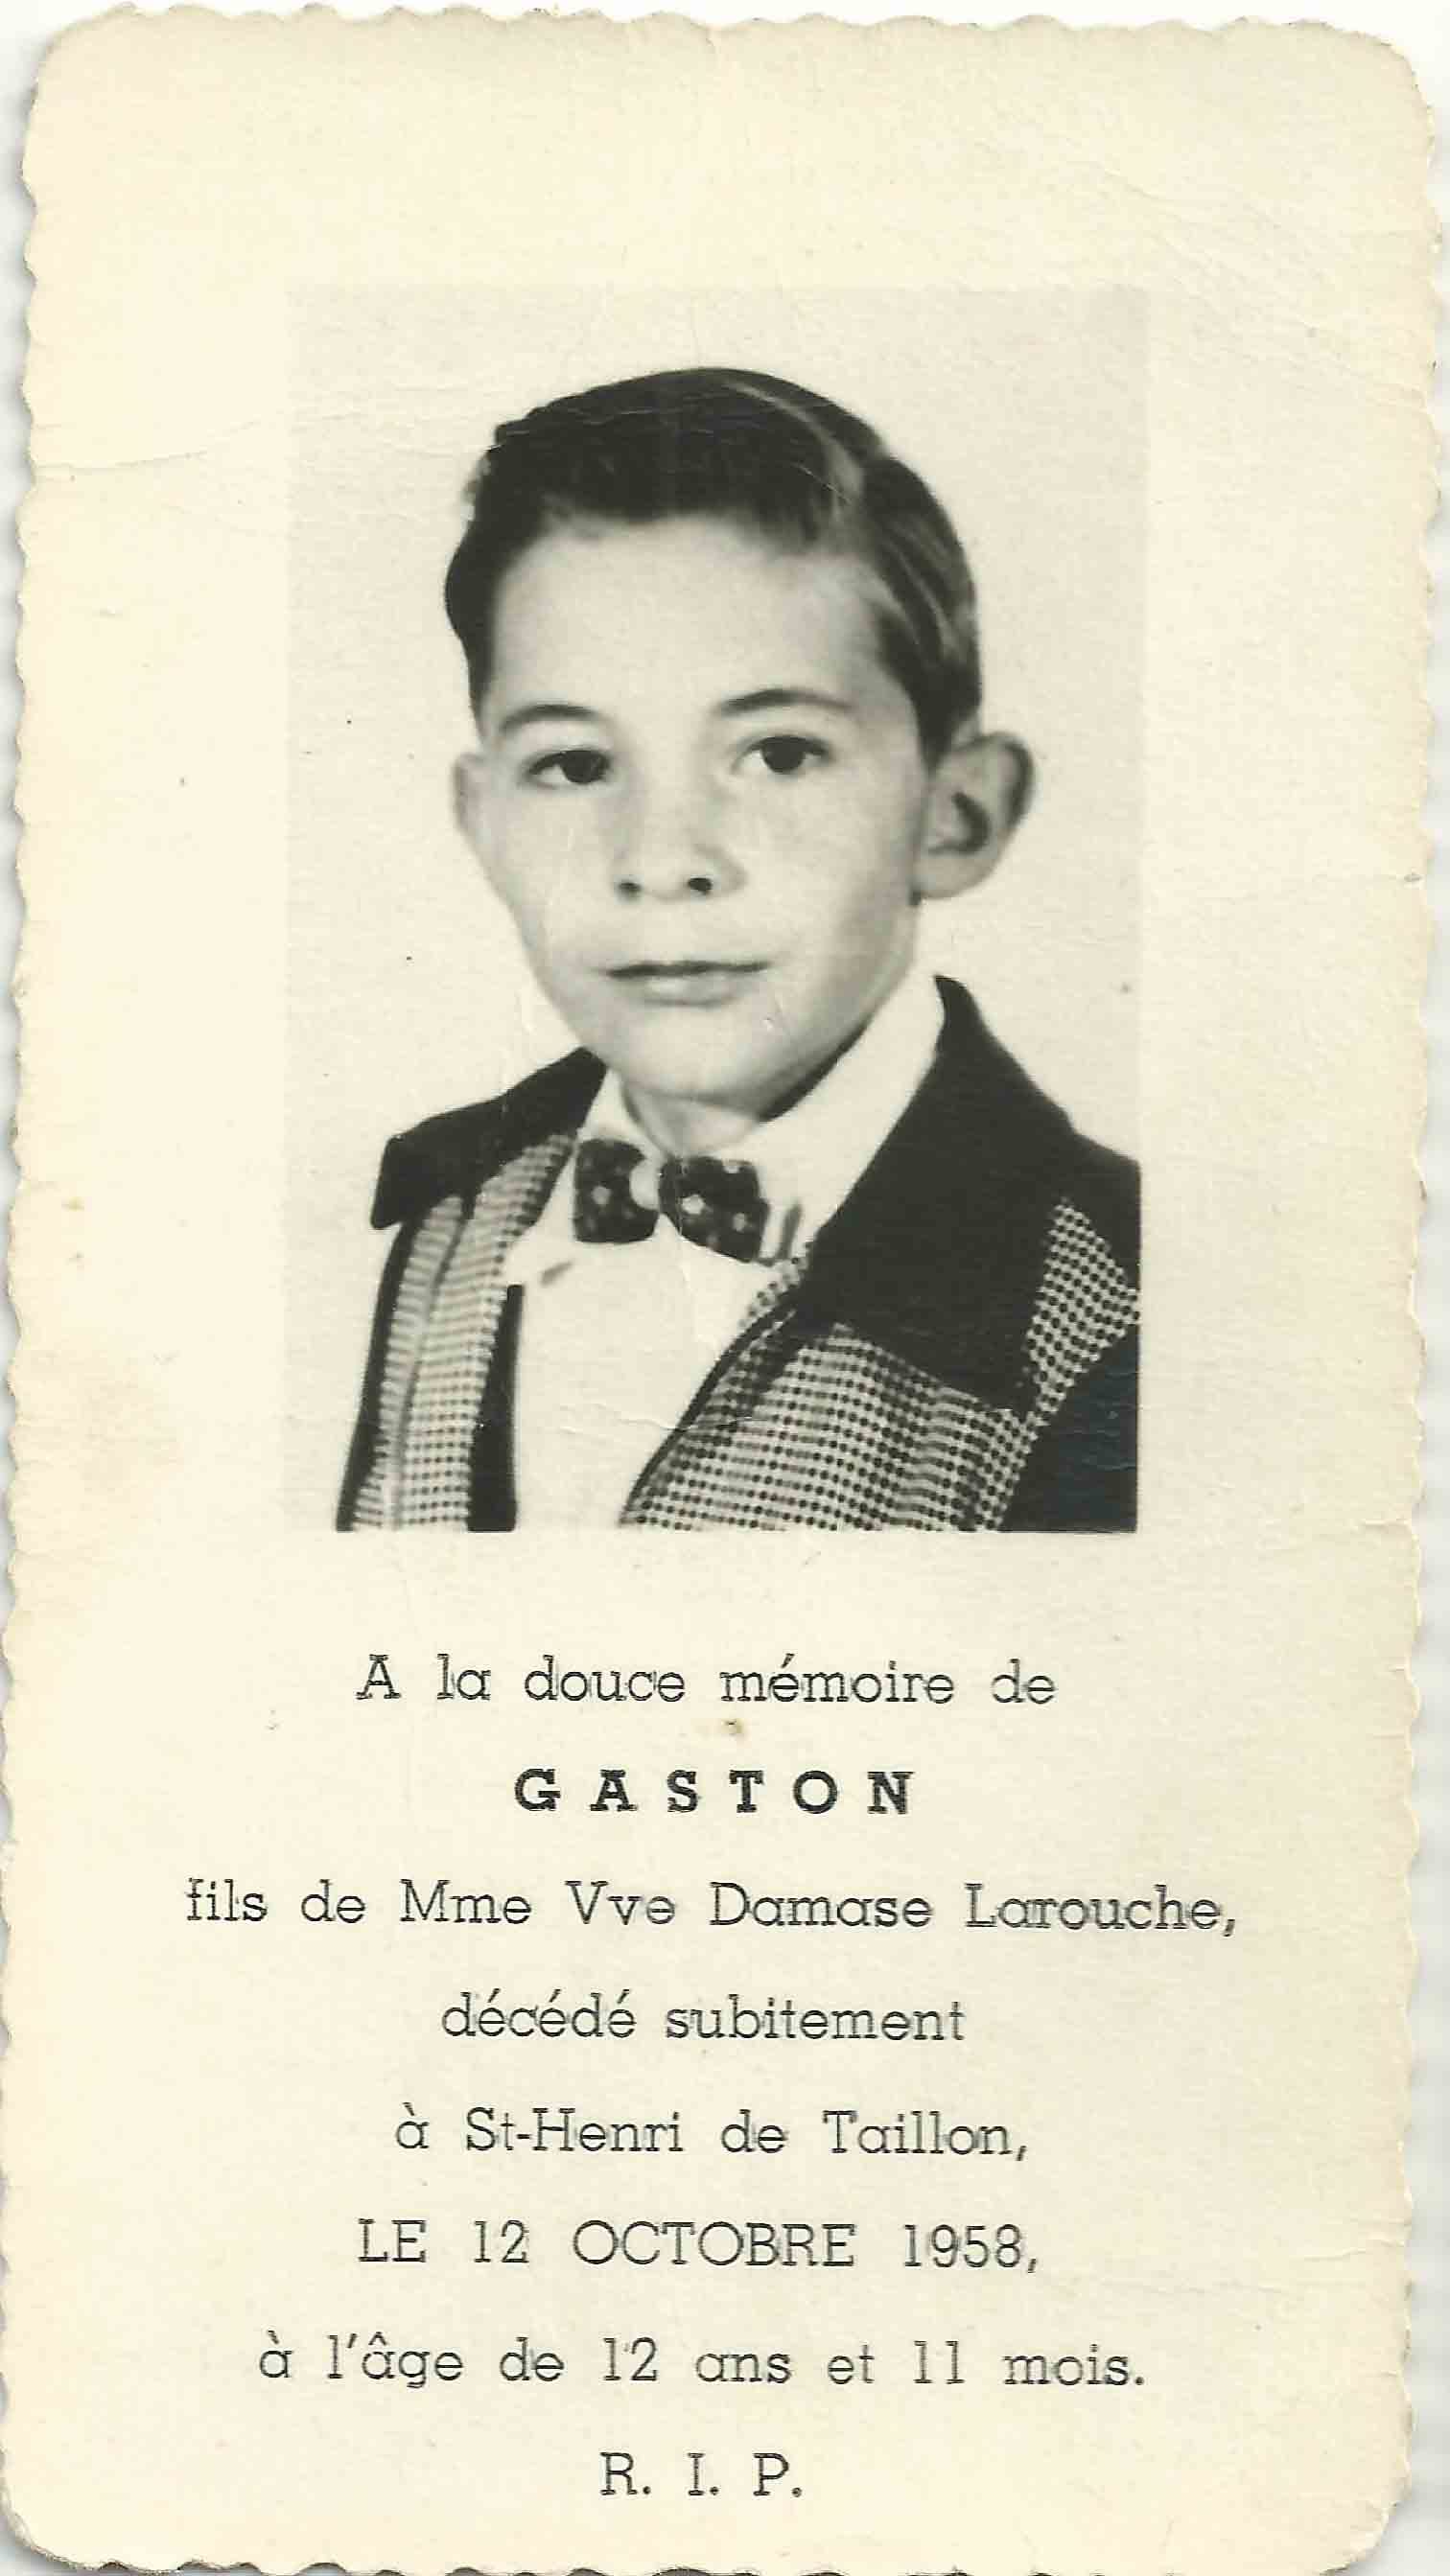 A la douce mémoire de
GASTON
fils de Mme Vve Damase Larouche,
décédé subitement
à St-Henri de Taillon,
LE 12 OCTOBRE 1958,
à l'âge de 12 ans et 11 mois.
R. I. P.